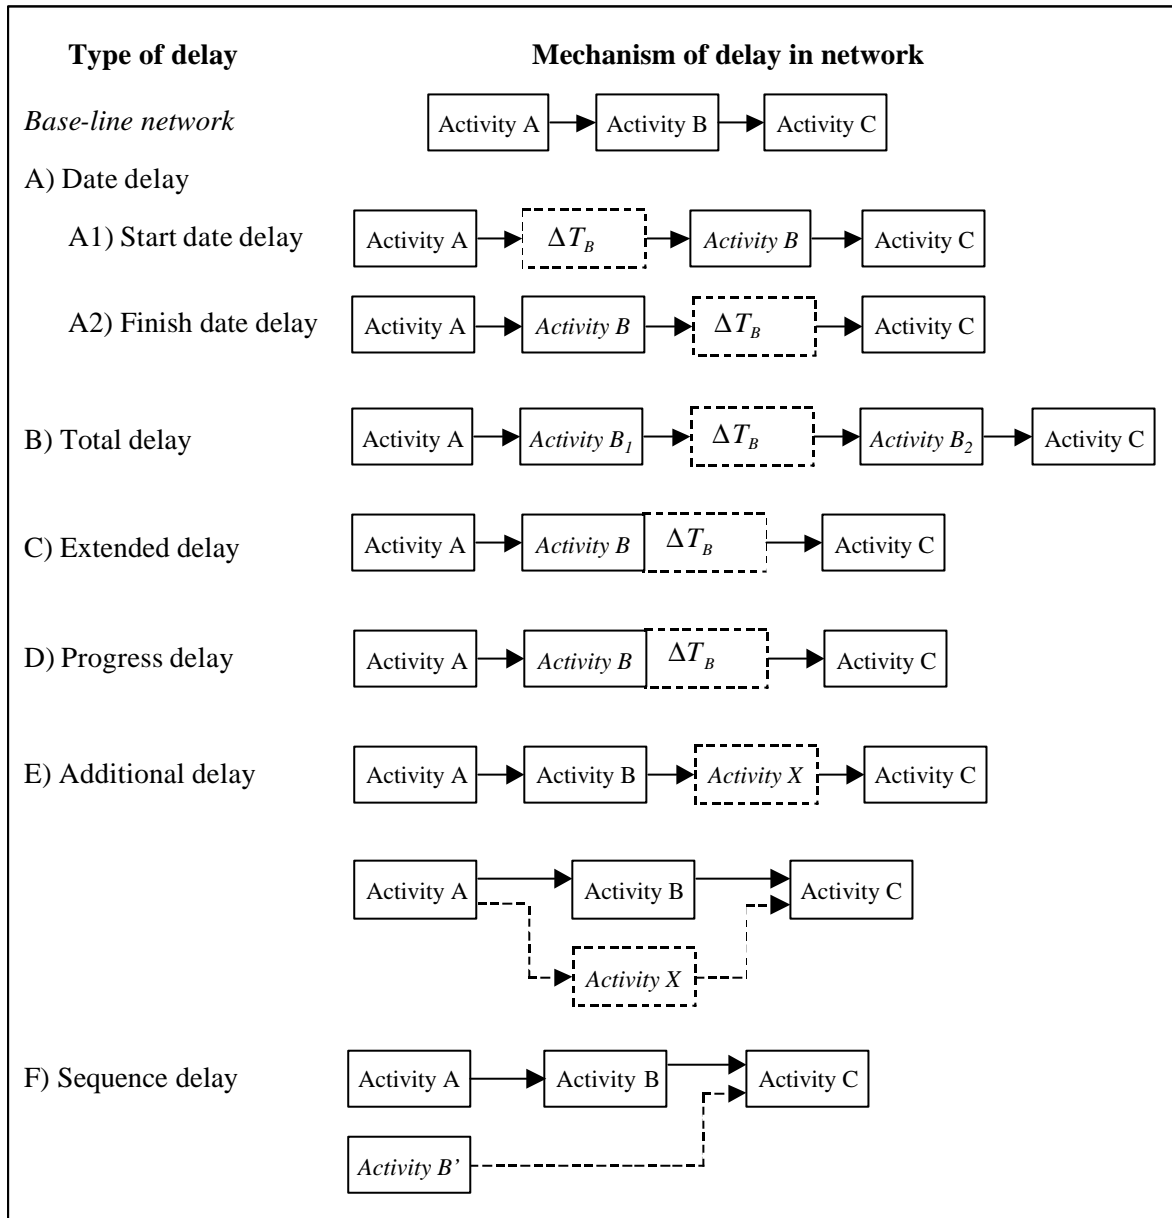 Type of delay Mechanism of delay in network
Base-line network Activity A Activity B Activity C
A) Date delay
A1) Start date delay Activity A ΔT_B Activity B Activity C
A2) Finish date delay Activity A Activity B ΔT_B Activity C
B) Total delay Activity A Activity B₁ ΔT_B Activity B₂ Activity C
C) Extended delay Activity A Activity B ΔT_B Activity C
D) Progress delay Activity A Activity B ΔT_B Activity C
E) Additional delay Activity A Activity B Activity X Activity C
Activity A Activity B Activity C
Activity X
F) Sequence delay Activity A Activity B Activity C
Activity B’